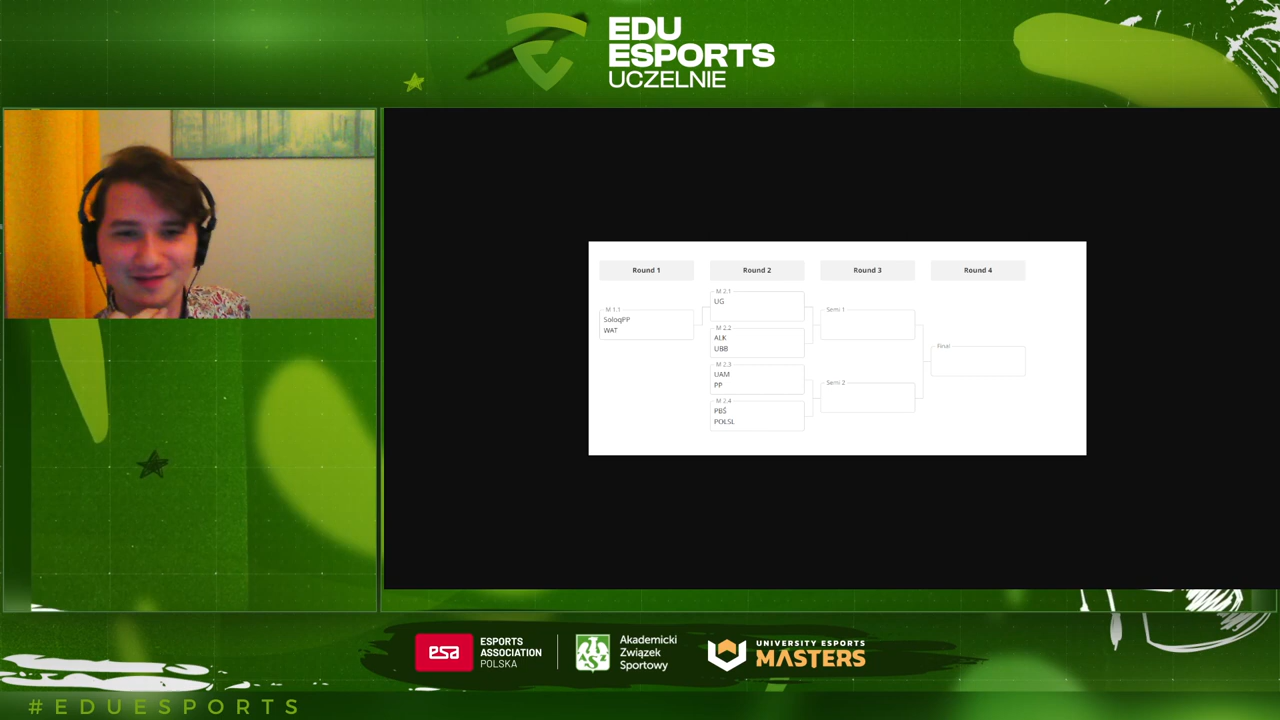 EDU
ESPORTS
UCZELNIE
Round 1
Round 2
Round 3
Round 4
M 1.1
SoloqPP
WAT
M 2.1
UG
M 2.2
ALK
UBB
M 2.3
UAM
PP
M 2.4
PBŚ
POLSL
Semi 1
Semi 2
Final
esa
ESPORTS
ASSOCIATION
POLSKA
AZS
Akademicki
Związek
Sportowy
UNIVERSITY ESPORTS
MASTERS
#EDUESPORTS